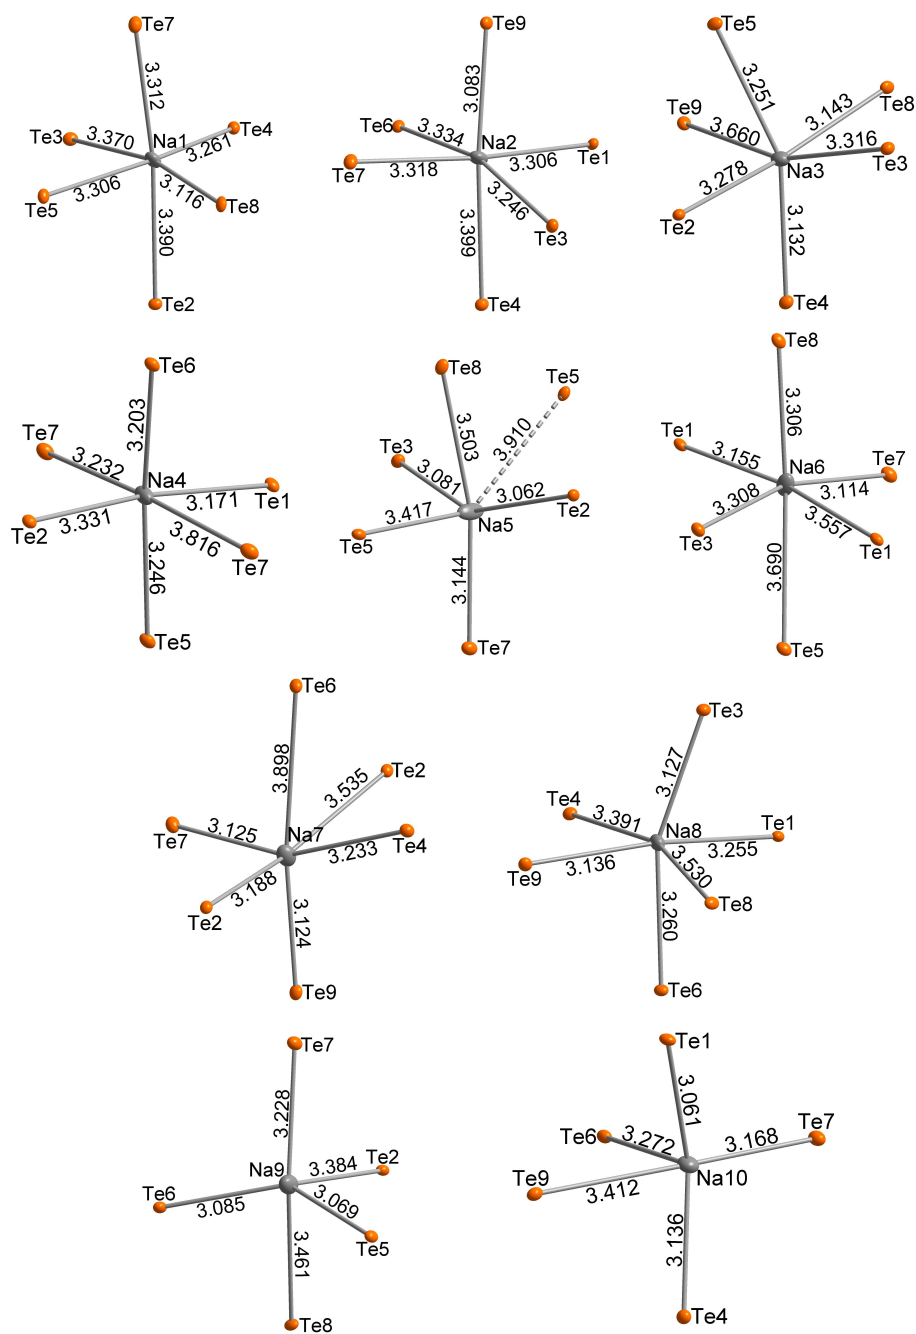 Te7
3.312
Te3
3.370
Na1
3.261
Te4
Te5
3.306
3.116
Te8
3.390
Te2
Te9
3.083
Te6
3.334
Na2
Te1
Te7
3.318
3.306
3.246
Te3
3.399
Te4
Te5
3.251
3.143
Te8
Te9
3.660
3.316
Te3
3.278
Na3
Te2
3.132
Te4
Te6
3.203
Te7
3.232
Na4
3.171
Te1
Te2
3.331
3.816
Te7
3.246
Te5
Te8
Te5
3.503
3.910
Te3
3.081
3.062
Te2
3.417
Na5
Te5
3.144
Te7
Te8
3.306
Te1
3.155
Na6
Te7
3.114
3.308
Te3
3.557
Te1
3.690
Te5
Te6
3.898
Te2
3.535
Te7
3.125
Na7
3.233
Te4
3.188
Te2
3.124
Te9
Te3
3.127
Te4
3.391
Na8
Te1
3.255
Te9
3.136
3.530
Te8
3.260
Te6
Te7
3.228
Na9
3.384
Te2
Te6
3.085
3.069
Te5
3.461
Te8
Te1
3.061
Te6
3.272
3.168
Te7
Te9
3.412
Na10
3.136
Te4